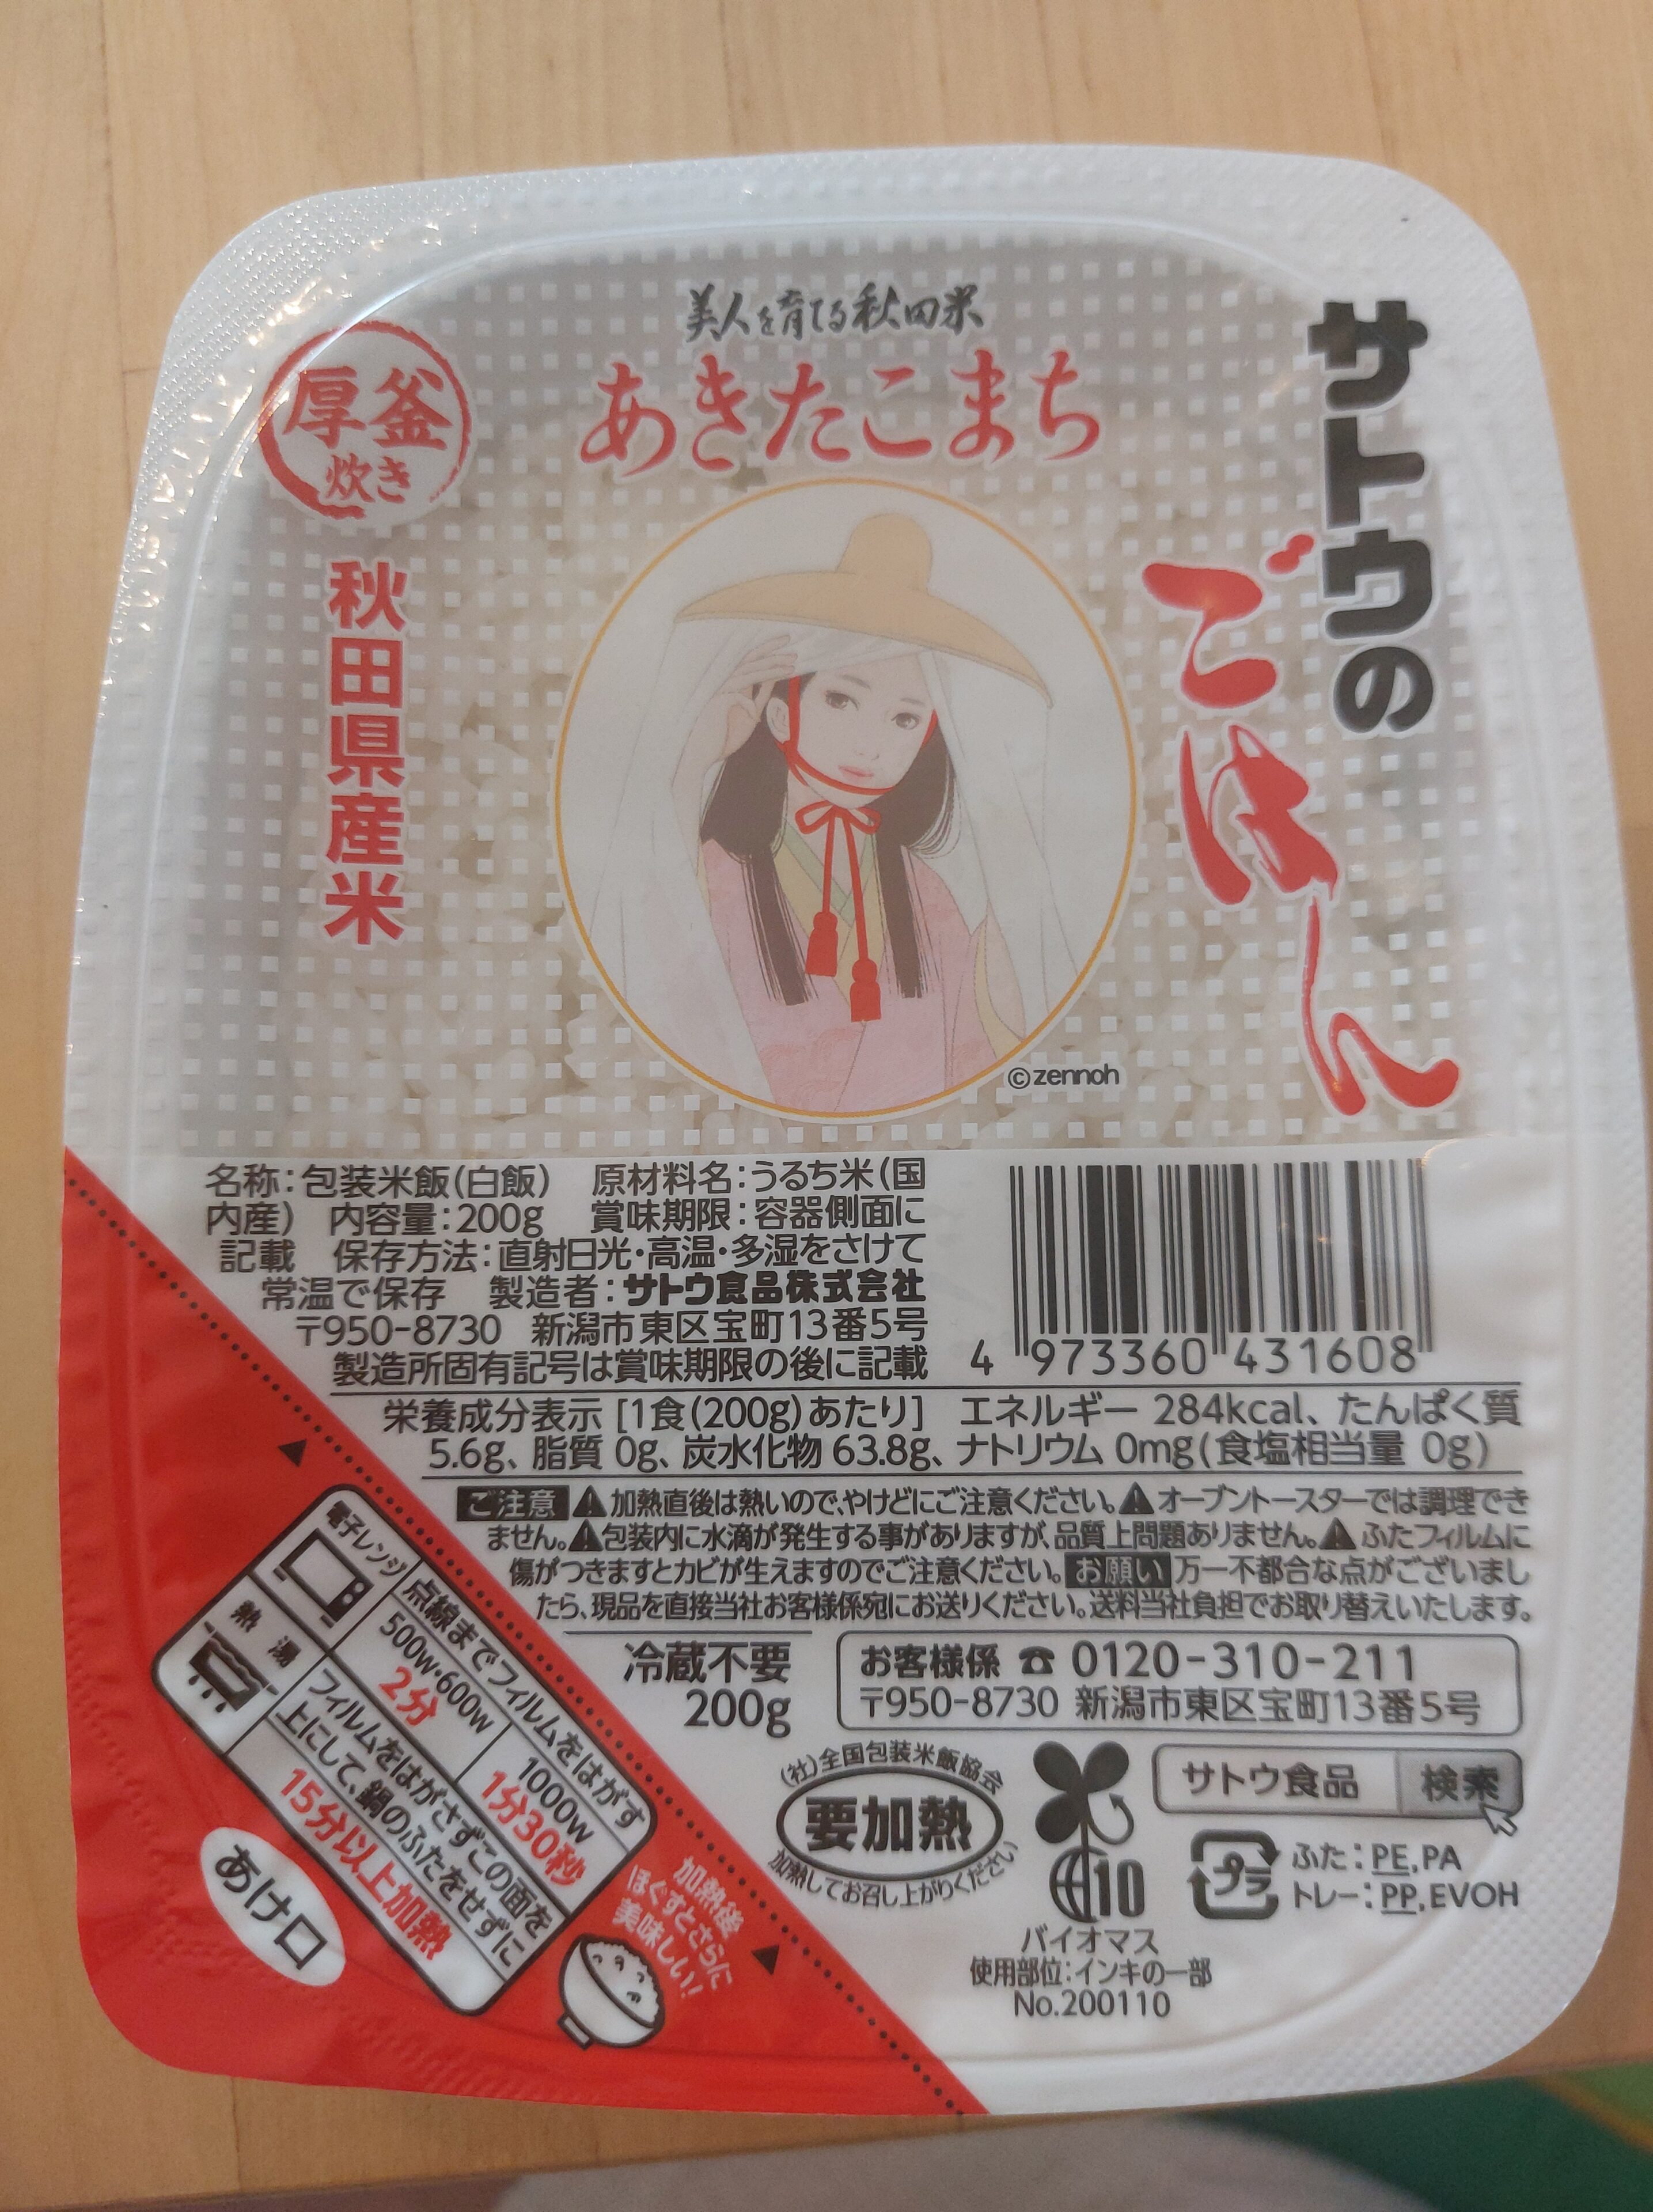 美人を育てる秋田米
あきたこまち
厚釜
炊き
秋田県産米
サトウの
ごはん
©zennoh
名称：包装米飯（白飯）　原材料名：うるち米（国
内産）　内容量：200g　賞味期限：容器側面に
記載　保存方法：直射日光・高温・多湿をさけて
常温で保存　製造者：サトウ食品株式会社
〒950-8730　新潟市東区宝町13番5号
製造所固有記号は賞味期限の後に記載
4 973360 431608
栄養成分表示［1食（200g）あたり］　エネルギー 284kcal、たんぱく質
5.6g、脂質 0g、炭水化物 63.8g、ナトリウム 0mg（食塩相当量 0g）
ご注意 ⚠加熱直後は熱いので、やけどにご注意ください。⚠オーブントースターでは調理でき
ません。⚠包装内に水滴が発生する事がありますが、品質上問題ありません。⚠ふたフィルムに
傷がつきますとカビが生えますのでご注意ください。お願い 万一不都合な点がございまし
たら、現品を直接当社お客様係宛にお送りください。送料当社負担でお取り替えいたします。
冷蔵不要
200g
お客様係 ☎ 0120-310-211
〒950-8730 新潟市東区宝町13番5号
電子レンジ
点線までフィルムをはがす
500w・600w
2分
1000w
1分30秒
熱湯
フィルムをはがさずこの面を
上にして、鍋のふたをせずに
15分以上加熱
あけ口
加熱後
ほぐすとさらに
美味しい！
(社)全国包装米飯協会
要加熱
加熱してお召し上がりください
10
バイオマス
使用部位：インキの一部
No.200110
サトウ食品 検索
プラ
ふた：PE,PA
トレー：PP,EVOH